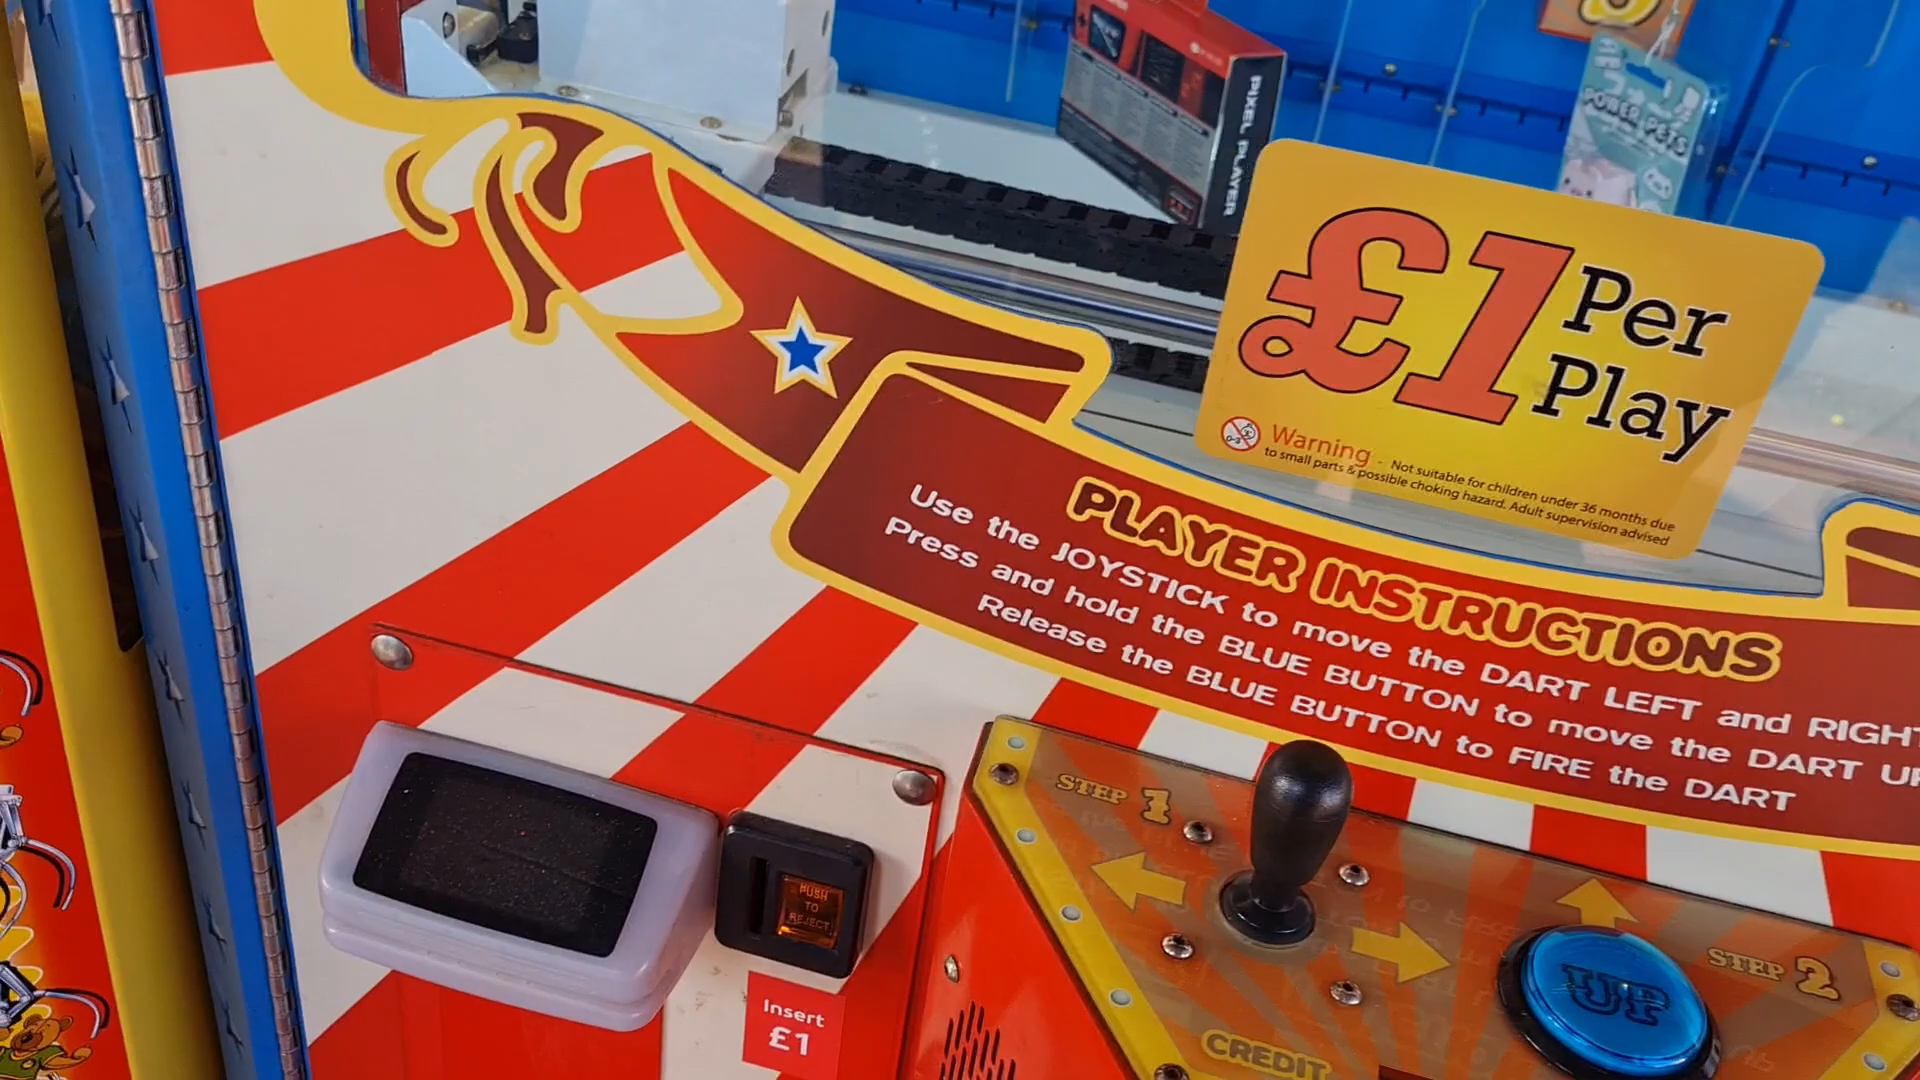 PIXEL PLAYER
POWER PETS
£1 Per
Play
0-3
Warning - Not suitable for children under 36 months due
to small parts & possible choking hazard. Adult supervision advised
PLAYER INSTRUCTIONS
Use the JOYSTICK to move the DART LEFT and RIGHT
Press and hold the BLUE BUTTON to move the DART UP
Release the BLUE BUTTON to FIRE the DART
STEP 1
PUSH
TO
REJECT
UP
STEP 2
Insert
£1
CREDIT